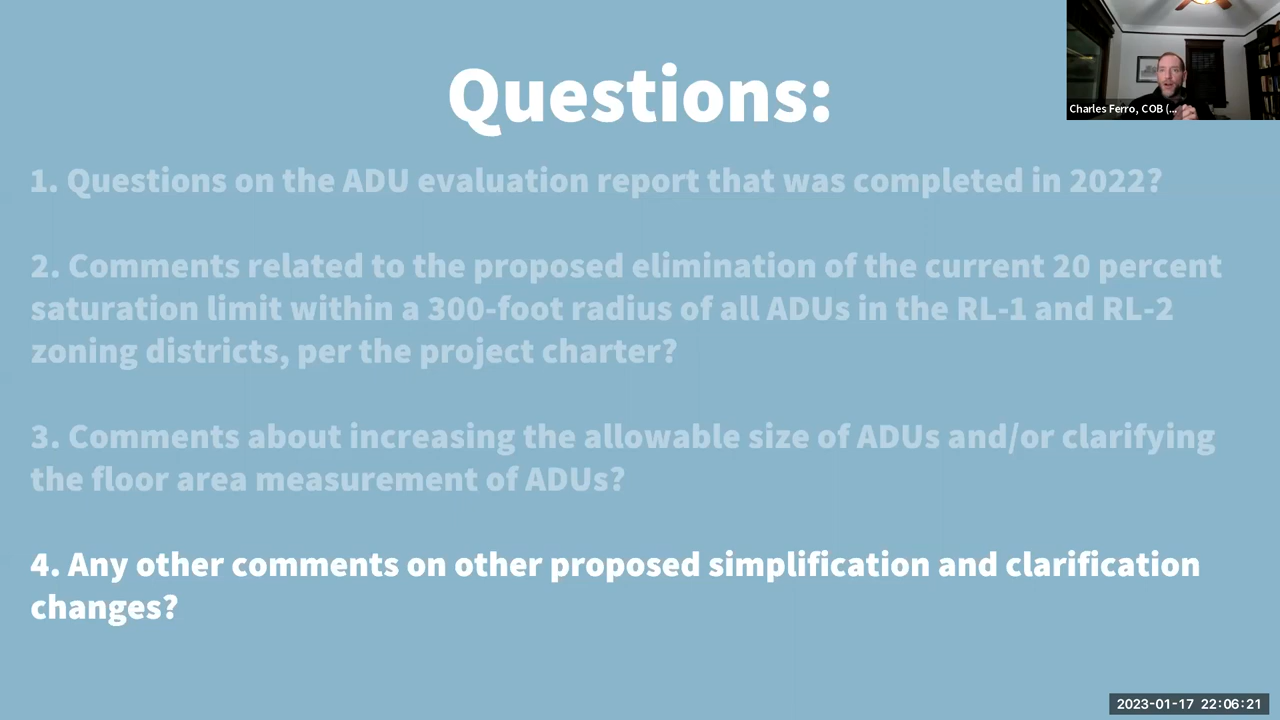 Questions:
Charles Ferro, COB (...
1. Questions on the ADU evaluation report that was completed in 2022?
2. Comments related to the proposed elimination of the current 20 percent
saturation limit within a 300-foot radius of all ADUs in the RL-1 and RL-2
zoning districts, per the project charter?
3. Comments about increasing the allowable size of ADUs and/or clarifying
the floor area measurement of ADUs?
4. Any other comments on other proposed simplification and clarification
changes?
2023-01-17 22:06:21